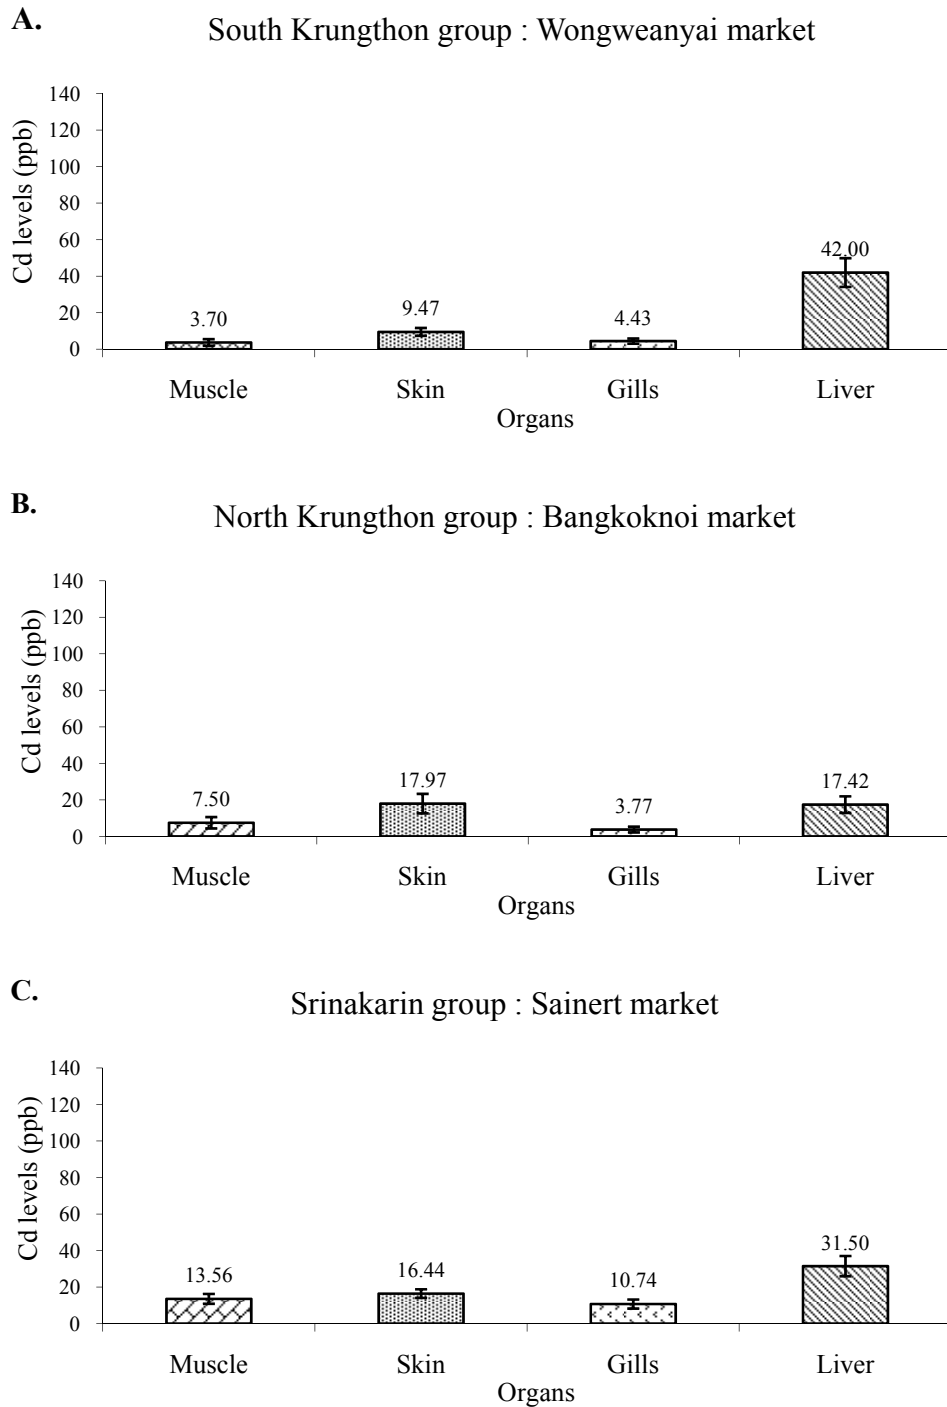 A.
South Krungthon group : Wongweanyai market
140
120
100
80
60
40
20
0
Cd levels (ppb)
3.70
9.47
4.43
42.00
Muscle
Skin
Gills
Liver
Organs
B.
North Krungthon group : Bangkoknoi market
140
120
100
80
60
40
20
0
Cd levels (ppb)
7.50
17.97
3.77
17.42
Muscle
Skin
Gills
Liver
Organs
C.
Srinakarin group : Sainert market
140
120
100
80
60
40
20
0
Cd levels (ppb)
13.56
16.44
10.74
31.50
Muscle
Skin
Gills
Liver
Organs